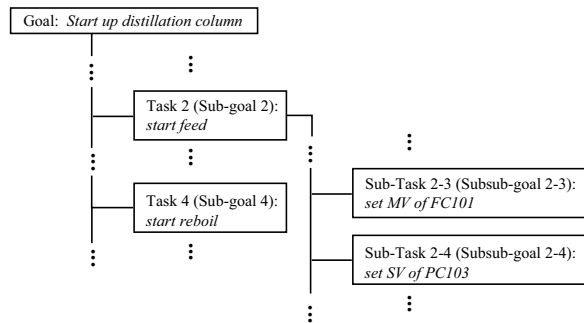 Goal: Start up distillation column
Task 2 (Sub-goal 2):
start feed
Task 4 (Sub-goal 4):
start reboil
Sub-Task 2-3 (Subsub-goal 2-3):
set MV of FC101
Sub-Task 2-4 (Subsub-goal 2-4):
set SV of PC103